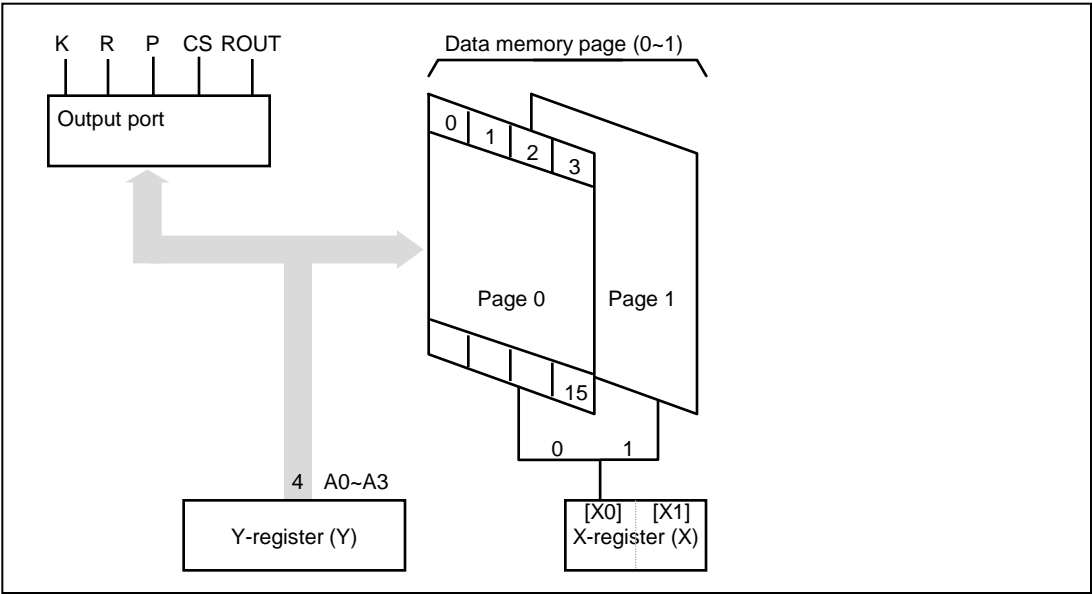 K R P CS ROUT
Data memory page (0~1)
Output port
0 1 2 3
Page 0 Page 1
15
0 1
4 A0~A3
[X0] [X1]
Y-register (Y) X-register (X)